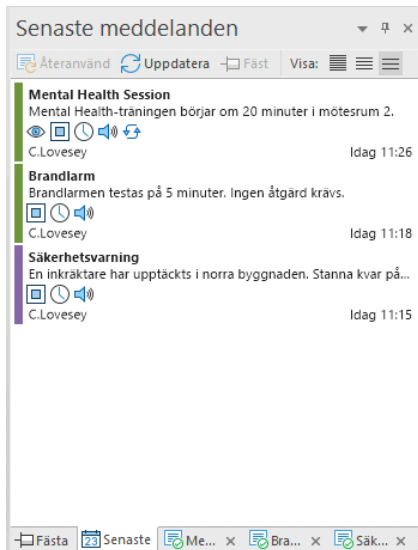 Senaste meddelanden
Återanvänd Uppdatera Fäst Visa:
Mental Health Session
Mental Health-träningen börjar om 20 minuter i mötesrum 2.
C.Lovesey Idag 11:26
Brandlarm
Brandlarmen testas på 5 minuter. Ingen åtgärd krävs.
C.Lovesey Idag 11:18
Säkerhetsvarning
En inkräktare har upptäckts i norra byggnaden. Stanna kvar på...
C.Lovesey Idag 11:15
Fästa 23 Senaste Me... Bra... Säk...